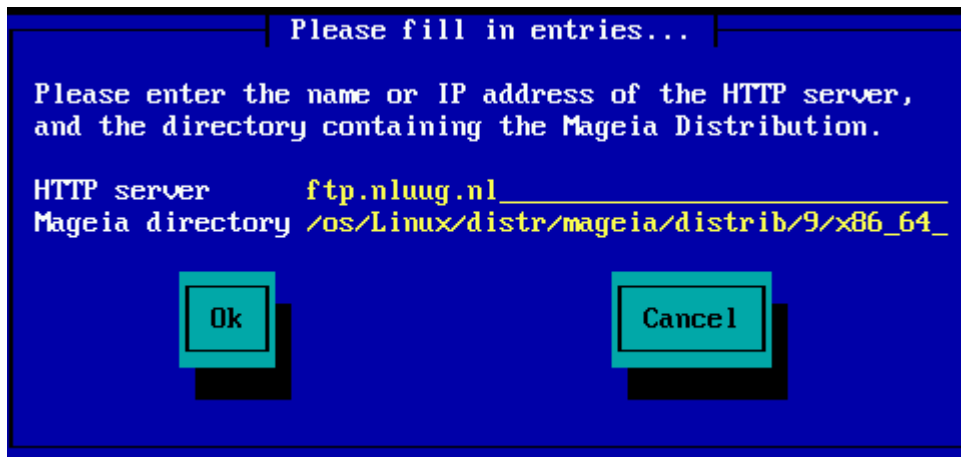 Please fill in entries...
Please enter the name or IP address of the HTTP server,
and the directory containing the Mageia Distribution.
HTTP server ftp.nluug.nl
Mageia directory /os/Linux/distr/mageia/distrib/9/x86_64_
Ok Cancel